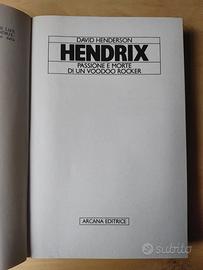 DAVID HENDERSON
HENDRIX
PASSIONE E MORTE
DI UN VOODOO ROCKER
ARCANA EDITRICE
subito